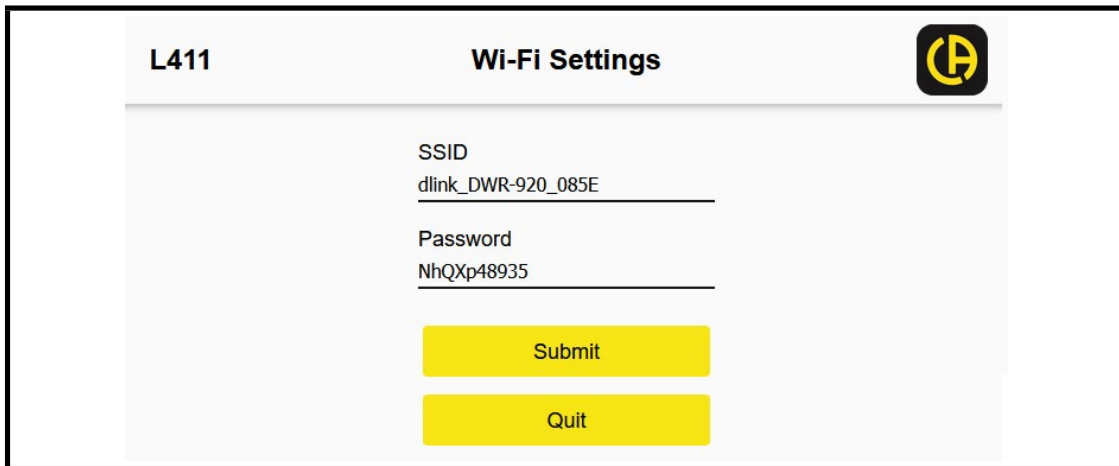 L411
Wi-Fi Settings
SSID
dlink_DWR-920_085E
Password
NhQXp48935
Submit
Quit